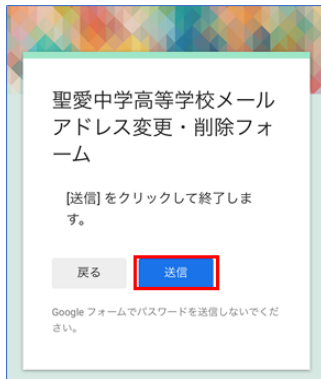 聖愛中学高等学校メール
アドレス変更・削除フォ
ーム
[送信] をクリックして終了しま
す。
戻る
送信
Google フォームでパスワードを送信しないでくだ
さい。